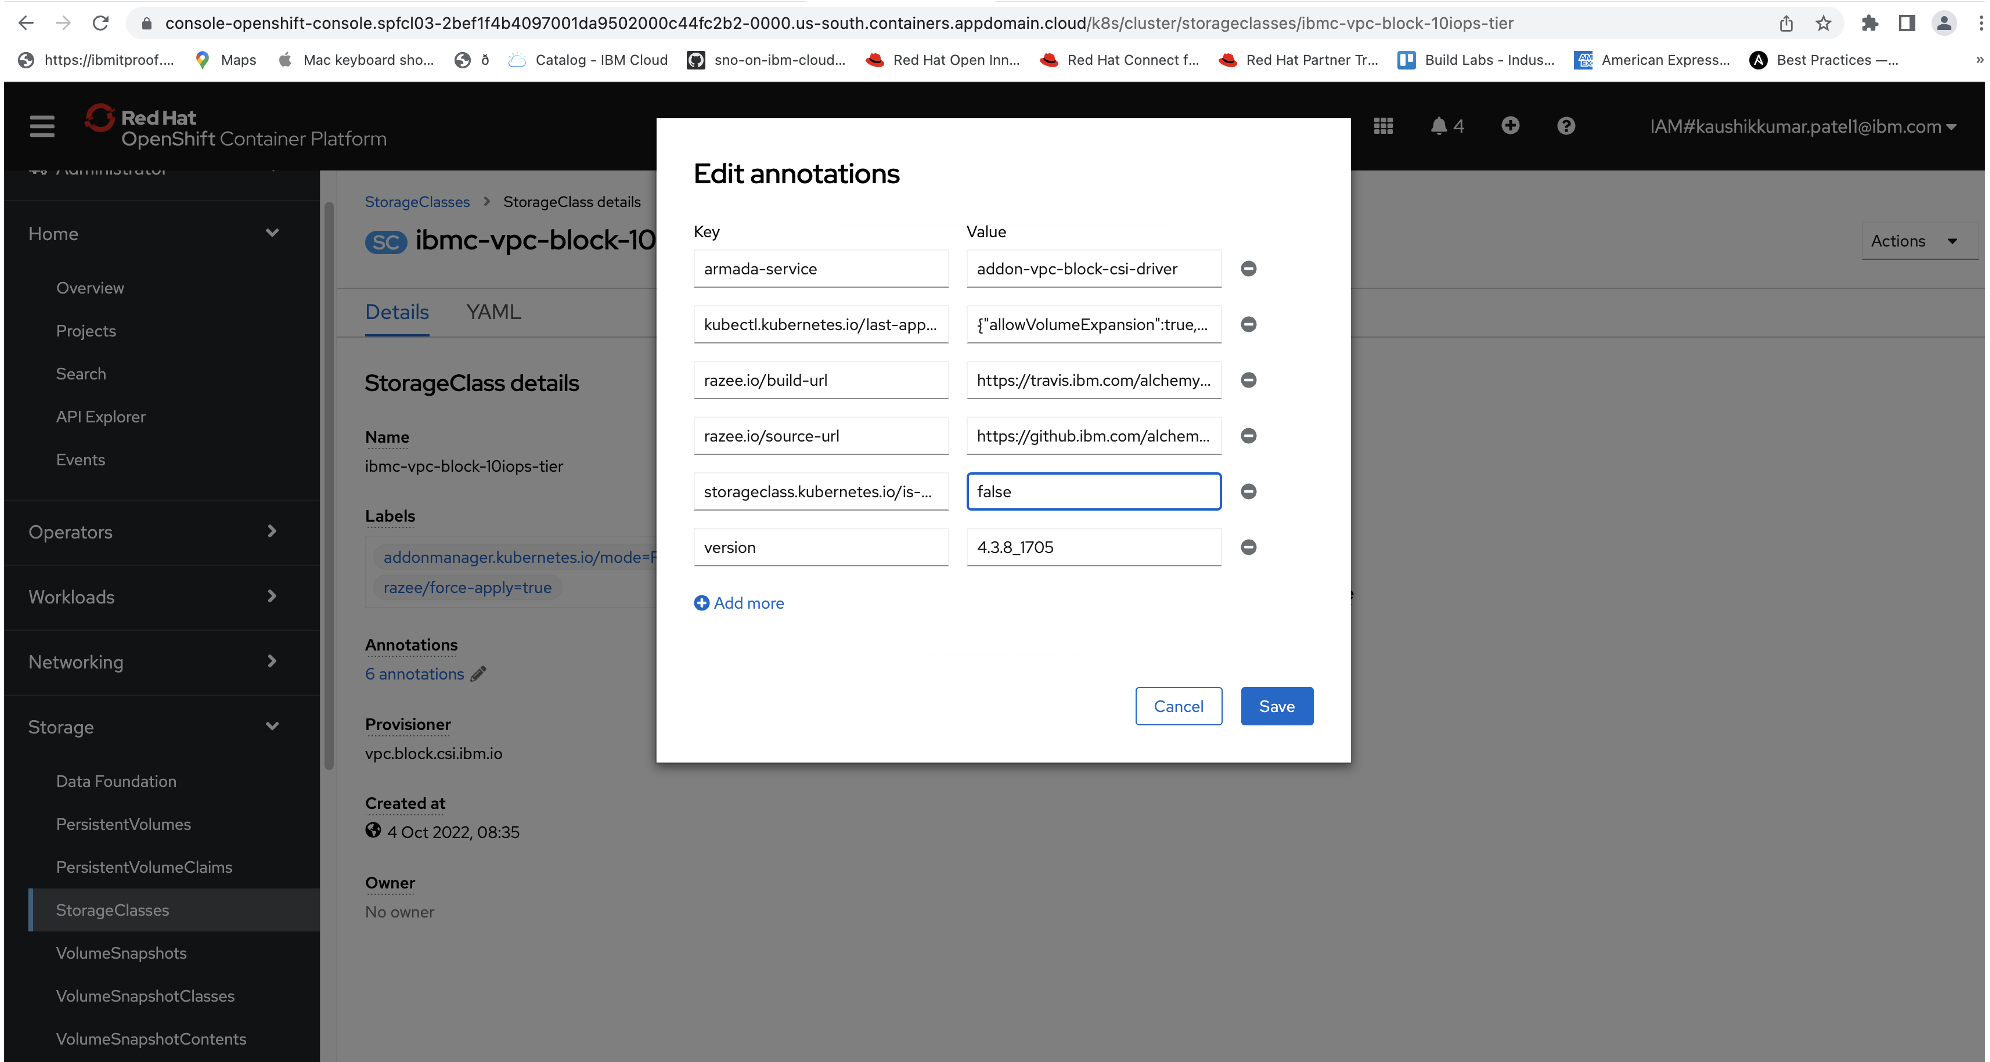 console-openshift-console.spfcl03-2bef1f4b4097001da9502000c44fc2b2-0000.us-south.containers.appdomain.cloud/k8s/cluster/storageclasses/ibmc-vpc-block-10iops-tier
https://ibmitproof.... Maps Mac keyboard sho... ð Catalog - IBM Cloud sno-on-ibm-cloud... Red Hat Open Inn... Red Hat Connect f... Red Hat Partner Tr... Build Labs - Indus... American Express... Best Practices —... »
Red Hat
OpenShift Container Platform
4
IAM#kaushikkumar.patel1@ibm.com
Administrator
Home
Overview
Projects
Search
API Explorer
Events
Operators
Workloads
Networking
Storage
Data Foundation
PersistentVolumes
PersistentVolumeClaims
StorageClasses
VolumeSnapshots
VolumeSnapshotClasses
VolumeSnapshotContents
StorageClasses > StorageClass details
SC ibmc-vpc-block-10
Actions
Details YAML
StorageClass details
Name
ibmc-vpc-block-10iops-tier
Labels
addonmanager.kubernetes.io/mode=
razee/force-apply=true
Annotations
6 annotations
Provisioner
vpc.block.csi.ibm.io
Created at
4 Oct 2022, 08:35
Owner
No owner
Edit annotations
Key Value
armada-service addon-vpc-block-csi-driver
kubectl.kubernetes.io/last-app... {"allowVolumeExpansion":true,...
razee.io/build-url https://travis.ibm.com/alchemy...
razee.io/source-url https://github.ibm.com/alchem...
storageclass.kubernetes.io/is-... false
version 4.3.8_1705
Add more
Cancel Save